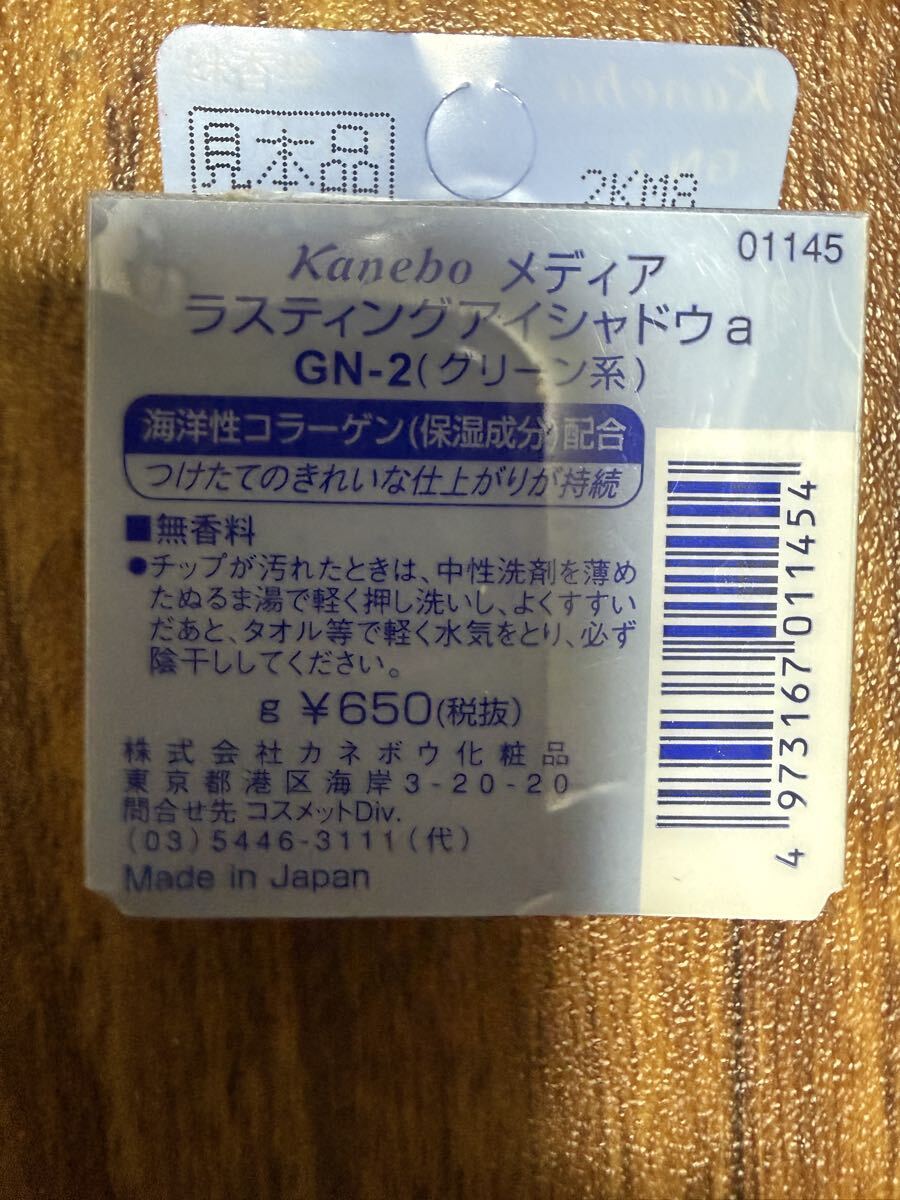 見本品
2KM8
01145
Kanebo メディア
ラスティングアイシャドウ a
GN-2(グリーン系)
海洋性コラーゲン(保湿成分)配合
つけたてのきれいな仕上がりが持続
■無香料
●チップが汚れたときは、中性洗剤を薄め
たぬるま湯で軽く押し洗いし、よくすすい
だあと、タオル等で軽く水気をとり、必ず
陰干ししてください。
g ¥650(税抜)
株式会社カネボウ化粧品
東京都港区海岸3-20-20
問合せ先 コスメットDiv.
(03)5446-3111(代)
Made in Japan
4 973167 011454